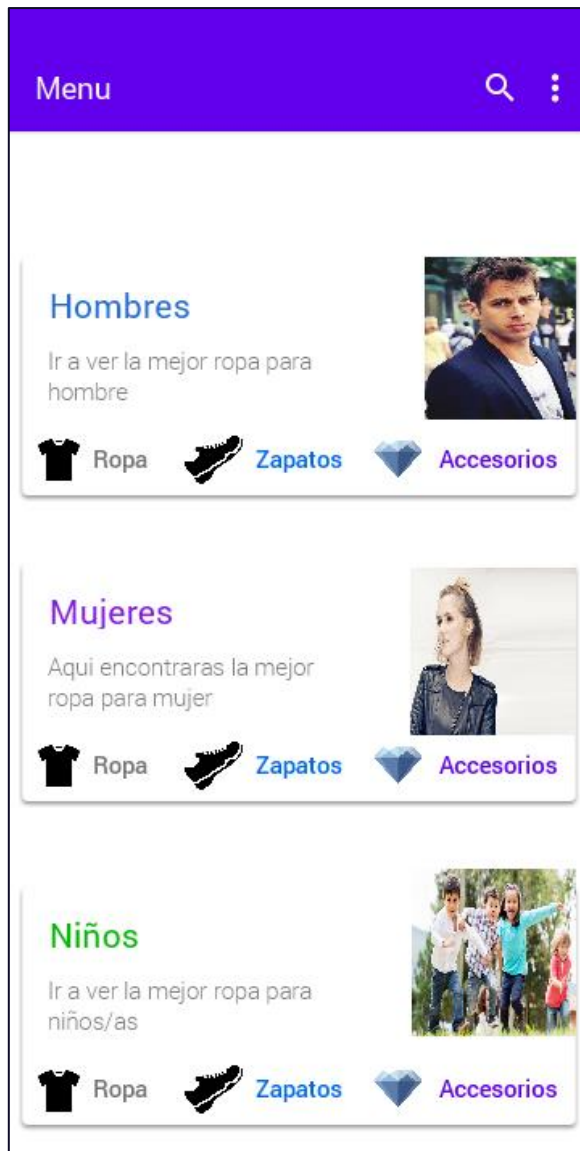 Menu
Hombres
Ir a ver la mejor ropa para
hombre
Ropa Zapatos Accesorios
Mujeres
Aqui encontraras la mejor
ropa para mujer
Ropa Zapatos Accesorios
Niños
Ir a ver la mejor ropa para
niños/as
Ropa Zapatos Accesorios